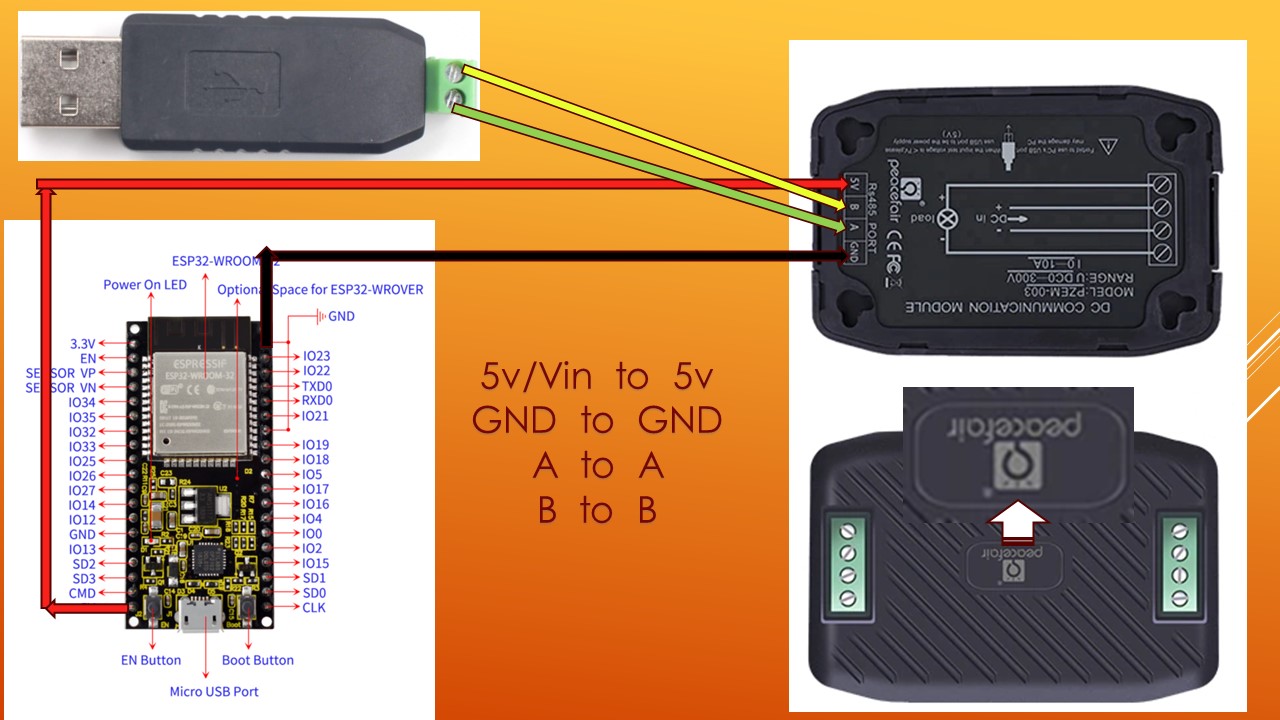 ESP32-WROOM-32
Power On LED
Optional Space for ESP32-WROVER
GND
3.3V
EN
SENSOR VP
SENSOR VN
IO34
IO35
IO32
IO33
IO25
IO26
IO27
IO14
IO12
GND
IO13
SD2
SD3
CMD
IO23
IO22
TXD0
RXD0
IO21
IO19
IO18
IO5
IO17
IO16
IO4
IO0
IO2
IO15
SD1
SD0
CLK
ESPRESSIF
ESP32-WROOM-32
EN
Boot
EN Button
Boot Button
Micro USB Port
5v/Vin to 5v
GND to GND
A to A
B to B
5V
B
A
GND
Rs485 PORT
peacefair
load
DC in
DC COMMUNICATION MODULE
MODEL:PZEM-003
RANGE:U DC0—300V
I 0—10A
peacefair
peacefair